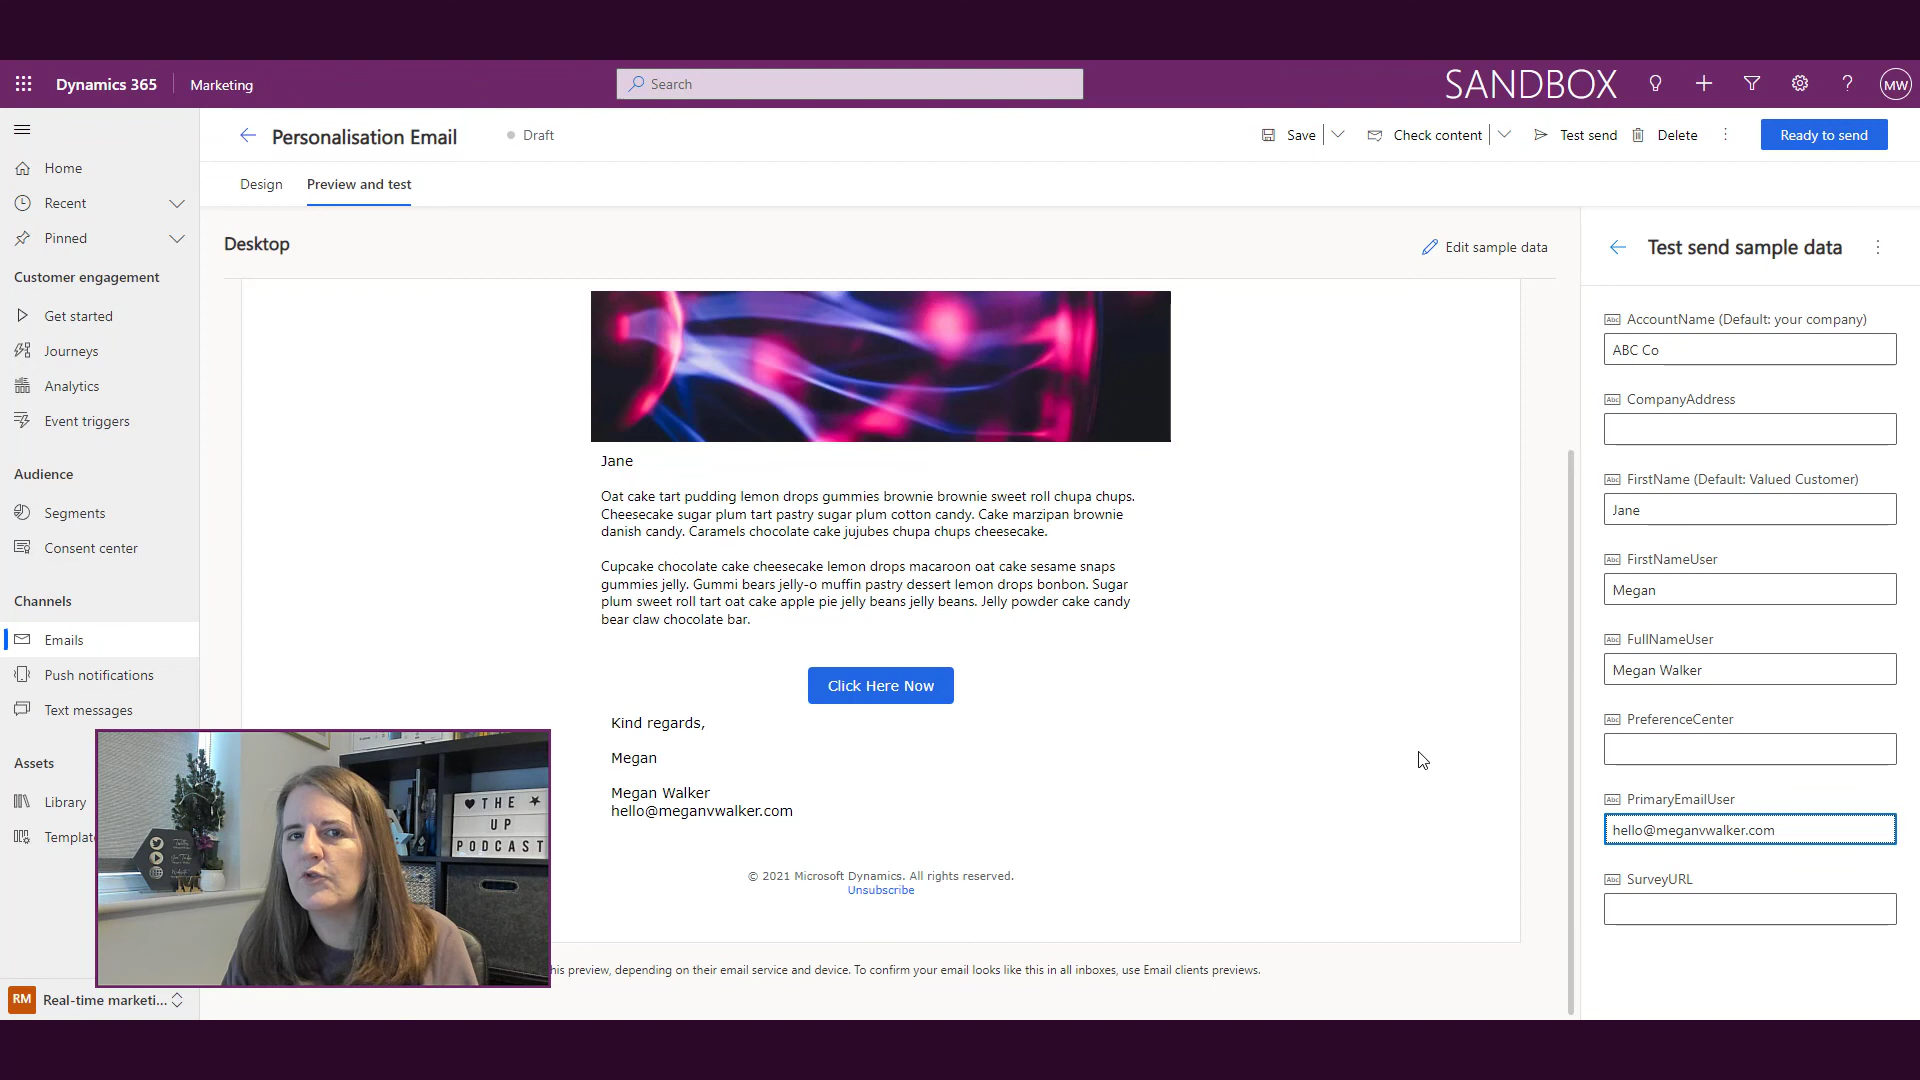 Dynamics 365
Marketing
Search
SANDBOX
MW
Personalisation Email
Draft
Save
Check content
Test send
Delete
Ready to send
Home
Recent
Pinned
Customer engagement
Get started
Journeys
Analytics
Event triggers
Audience
Segments
Consent center
Channels
Emails
Push notifications
Text messages
Assets
Library
Templat
RM
Real-time marketi...
Design
Preview and test
Desktop
Edit sample data
Jane
Oat cake tart pudding lemon drops gummies brownie brownie sweet roll chupa chups.
Cheesecake sugar plum tart pastry sugar plum cotton candy. Cake marzipan brownie
danish candy. Caramels chocolate cake jujubes chupa chups cheesecake.
Cupcake chocolate cake cheesecake lemon drops macaroon oat cake sesame snaps
gummies jelly. Gummi bears jelly-o muffin pastry dessert lemon drops bonbon. Sugar
plum sweet roll tart oat cake apple pie jelly beans jelly beans. Jelly powder cake candy
bear claw chocolate bar.
Click Here Now
Kind regards,
Megan
Megan Walker
hello@meganvwalker.com
© 2021 Microsoft Dynamics. All rights reserved.
Unsubscribe
his preview, depending on their email service and device. To confirm your email looks like this in all inboxes, use Email clients previews.
THE
UP
PODCAST
Test send sample data
Abc AccountName (Default: your company)
ABC Co
Abc CompanyAddress
Abc FirstName (Default: Valued Customer)
Jane
Abc FirstNameUser
Megan
Abc FullNameUser
Megan Walker
Abc PreferenceCenter
Abc PrimaryEmailUser
hello@meganvwalker.com
Abc SurveyURL